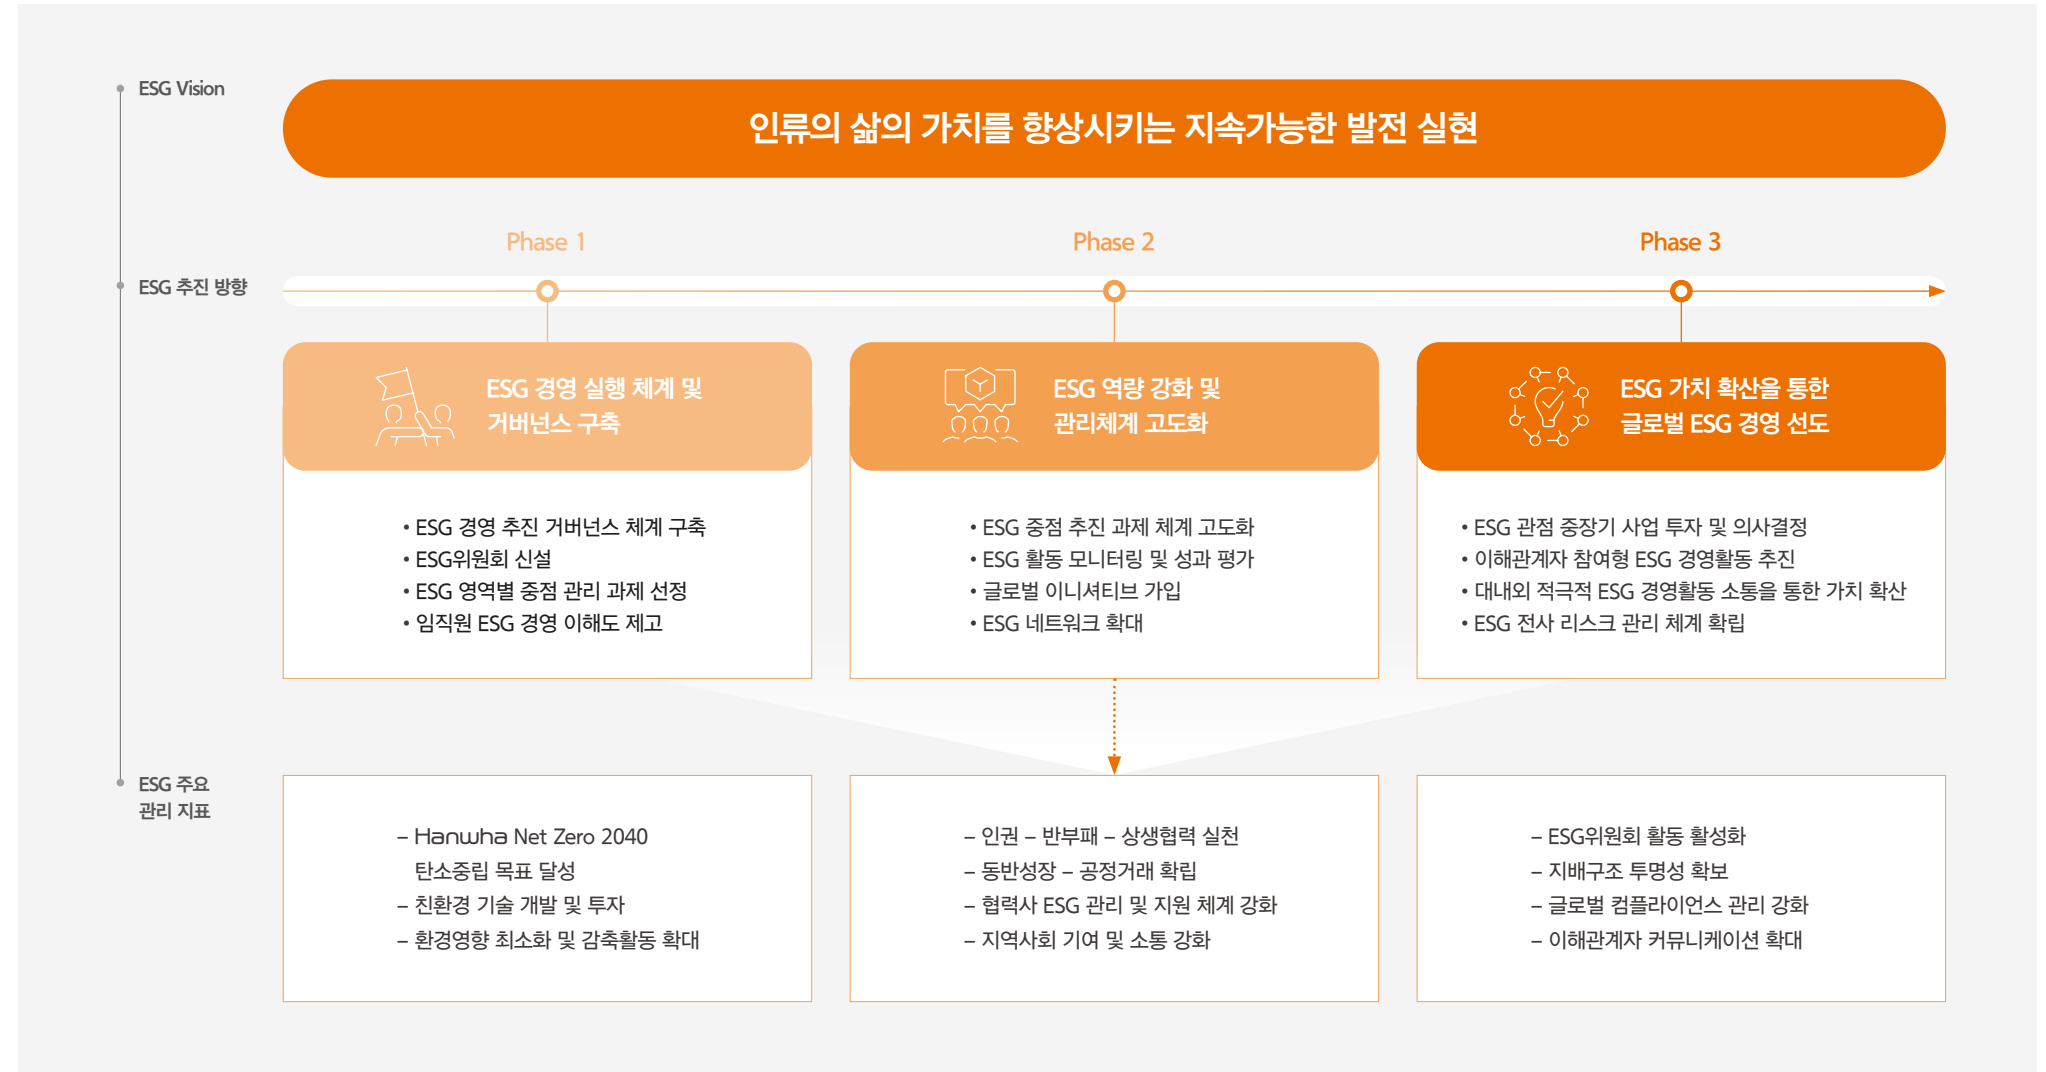 ESG Vision
인류의 삶의 가치를 향상시키는 지속가능한 발전 실현
ESG 추진 방향
Phase 1
Phase 2
Phase 3
ESG 경영 실행 체계 및
거버넌스 구축
• ESG 경영 추진 거버넌스 체계 구축
• ESG위원회 신설
• ESG 영역별 중점 관리 과제 선정
• 임직원 ESG 경영 이해도 제고
ESG 역량 강화 및
관리체계 고도화
• ESG 중점 추진 과제 체계 고도화
• ESG 활동 모니터링 및 성과 평가
• 글로벌 이니셔티브 가입
• ESG 네트워크 확대
ESG 가치 확산을 통한
글로벌 ESG 경영 선도
• ESG 관점 중장기 사업 투자 및 의사결정
• 이해관계자 참여형 ESG 경영활동 추진
• 대내외 적극적 ESG 경영활동 소통을 통한 가치 확산
• ESG 전사 리스크 관리 체계 확립
ESG 주요
관리 지표
– Hanwha Net Zero 2040
탄소중립 목표 달성
– 친환경 기술 개발 및 투자
– 환경영향 최소화 및 감축활동 확대
– 인권 – 반부패 – 상생협력 실천
– 동반성장 – 공정거래 확립
– 협력사 ESG 관리 및 지원 체계 강화
– 지역사회 기여 및 소통 강화
– ESG위원회 활동 활성화
– 지배구조 투명성 확보
– 글로벌 컴플라이언스 관리 강화
– 이해관계자 커뮤니케이션 확대